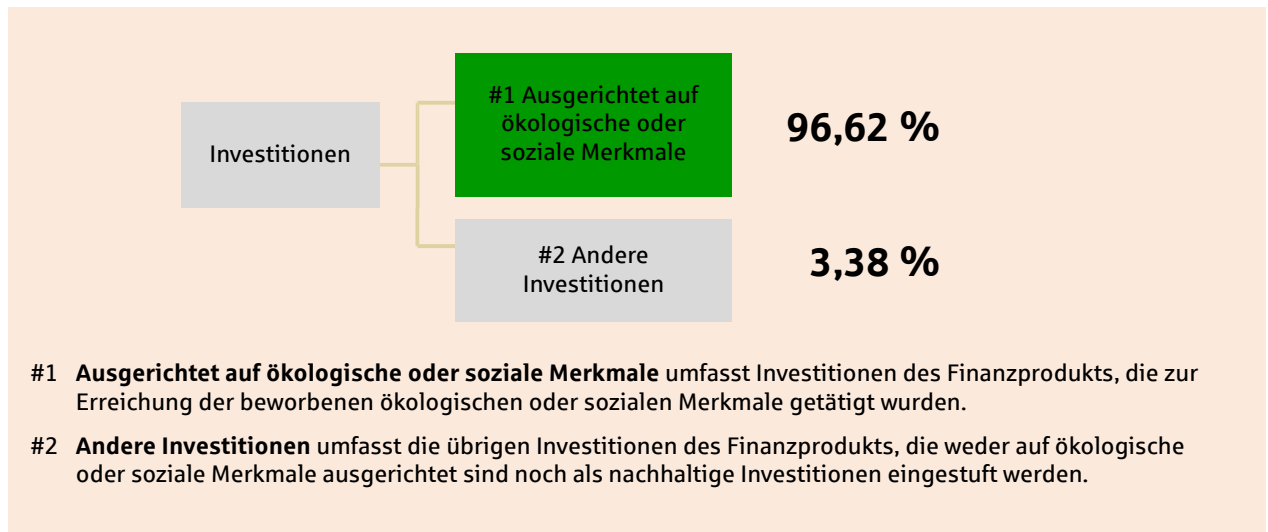 Investitionen
#1 Ausgerichtet auf
ökologische oder
soziale Merkmale
96,62 %
#2 Andere
Investitionen
3,38 %
#1 Ausgerichtet auf ökologische oder soziale Merkmale umfasst Investitionen des Finanzprodukts, die zur
Erreichung der beworbenen ökologischen oder sozialen Merkmale getätigt wurden.
#2 Andere Investitionen umfasst die übrigen Investitionen des Finanzprodukts, die weder auf ökologische
oder soziale Merkmale ausgerichtet sind noch als nachhaltige Investitionen eingestuft werden.